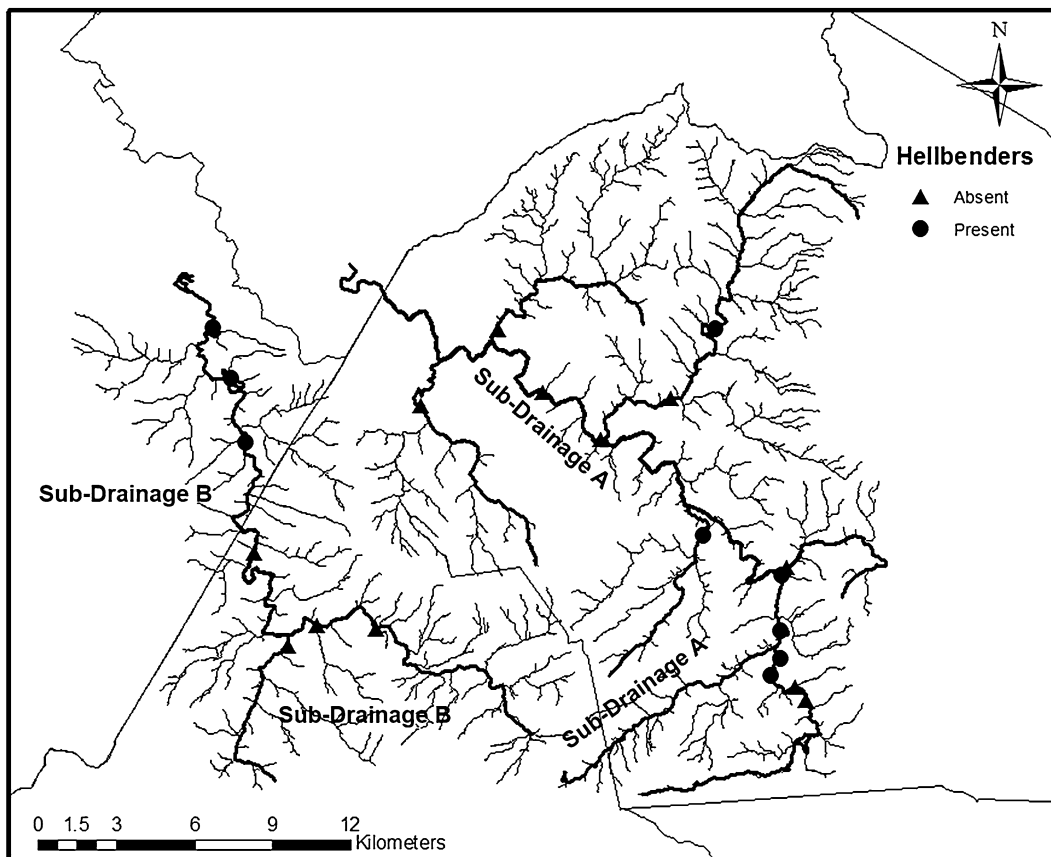 N
Hellbenders
Absent
Present
Sub-Drainage A
Sub-Drainage B
Sub-Drainage A
Sub-Drainage B
0 1.5 3 6 9 12
Kilometers